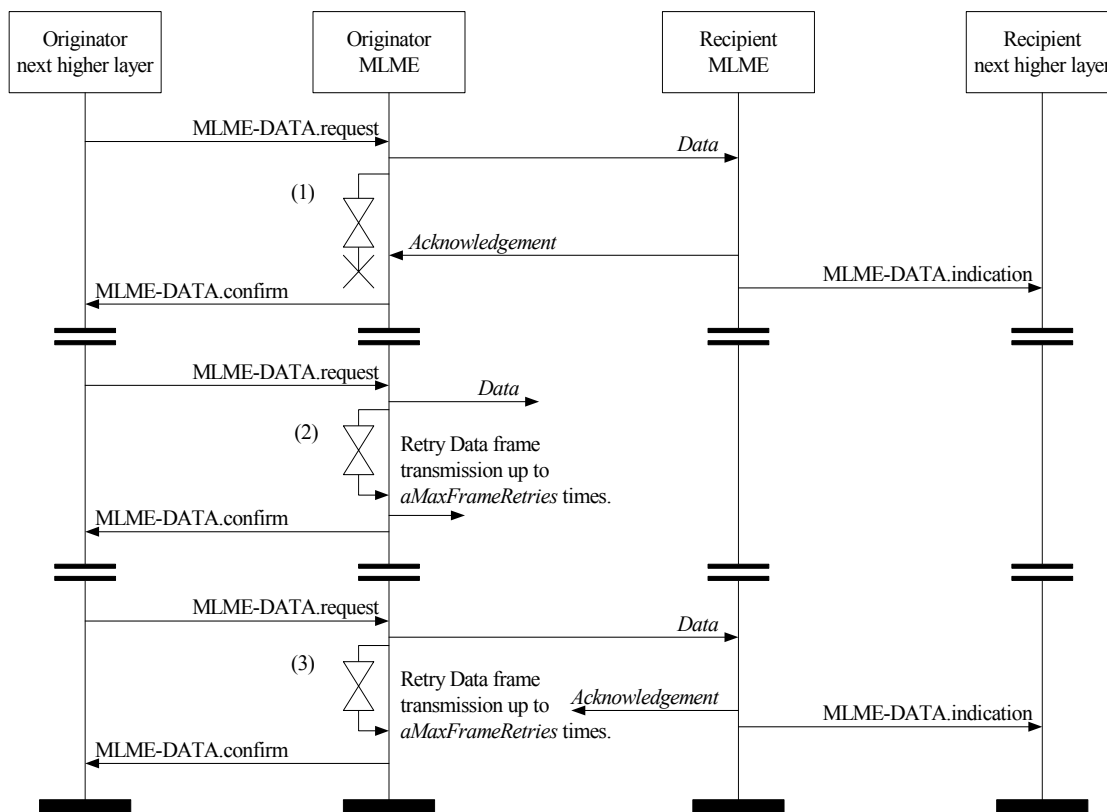 Originator
next higher layer
Originator
MLME
Recipient
MLME
Recipient
next higher layer
MLME-DATA.request
Data
(1)
Acknowledgement
MLME-DATA.indication
MLME-DATA.confirm
MLME-DATA.request
Data
(2)
Retry Data frame
transmission up to
aMaxFrameRetries times.
MLME-DATA.confirm
MLME-DATA.request
Data
(3)
Retry Data frame
transmission up to
aMaxFrameRetries times.
Acknowledgement
MLME-DATA.indication
MLME-DATA.confirm